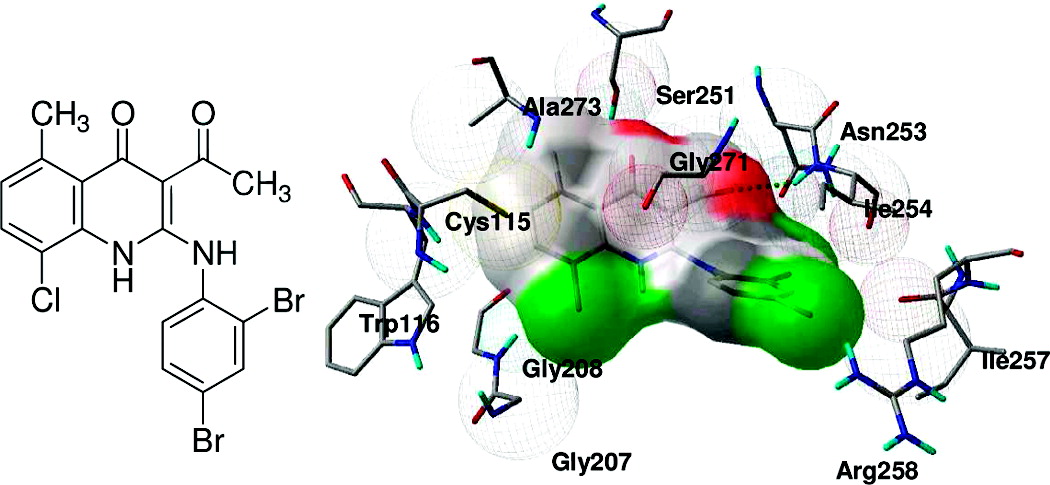 CH3
O
O
CH3
N
H
NH
Cl
Br
Br
Ala273
Ser251
Asn253
Gly271
Ile254
Cys115
Trp116
Gly208
Ile257
Gly207
Arg258